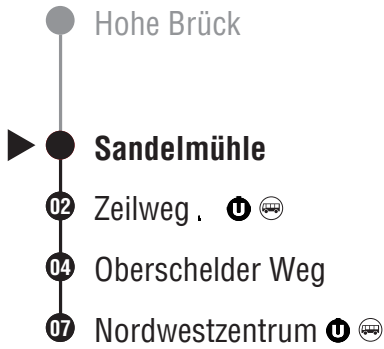 Hohe Brück
Sandelmühle
02 Zeilweg . U
04 Oberschelder Weg
07 Nordwestzentrum U